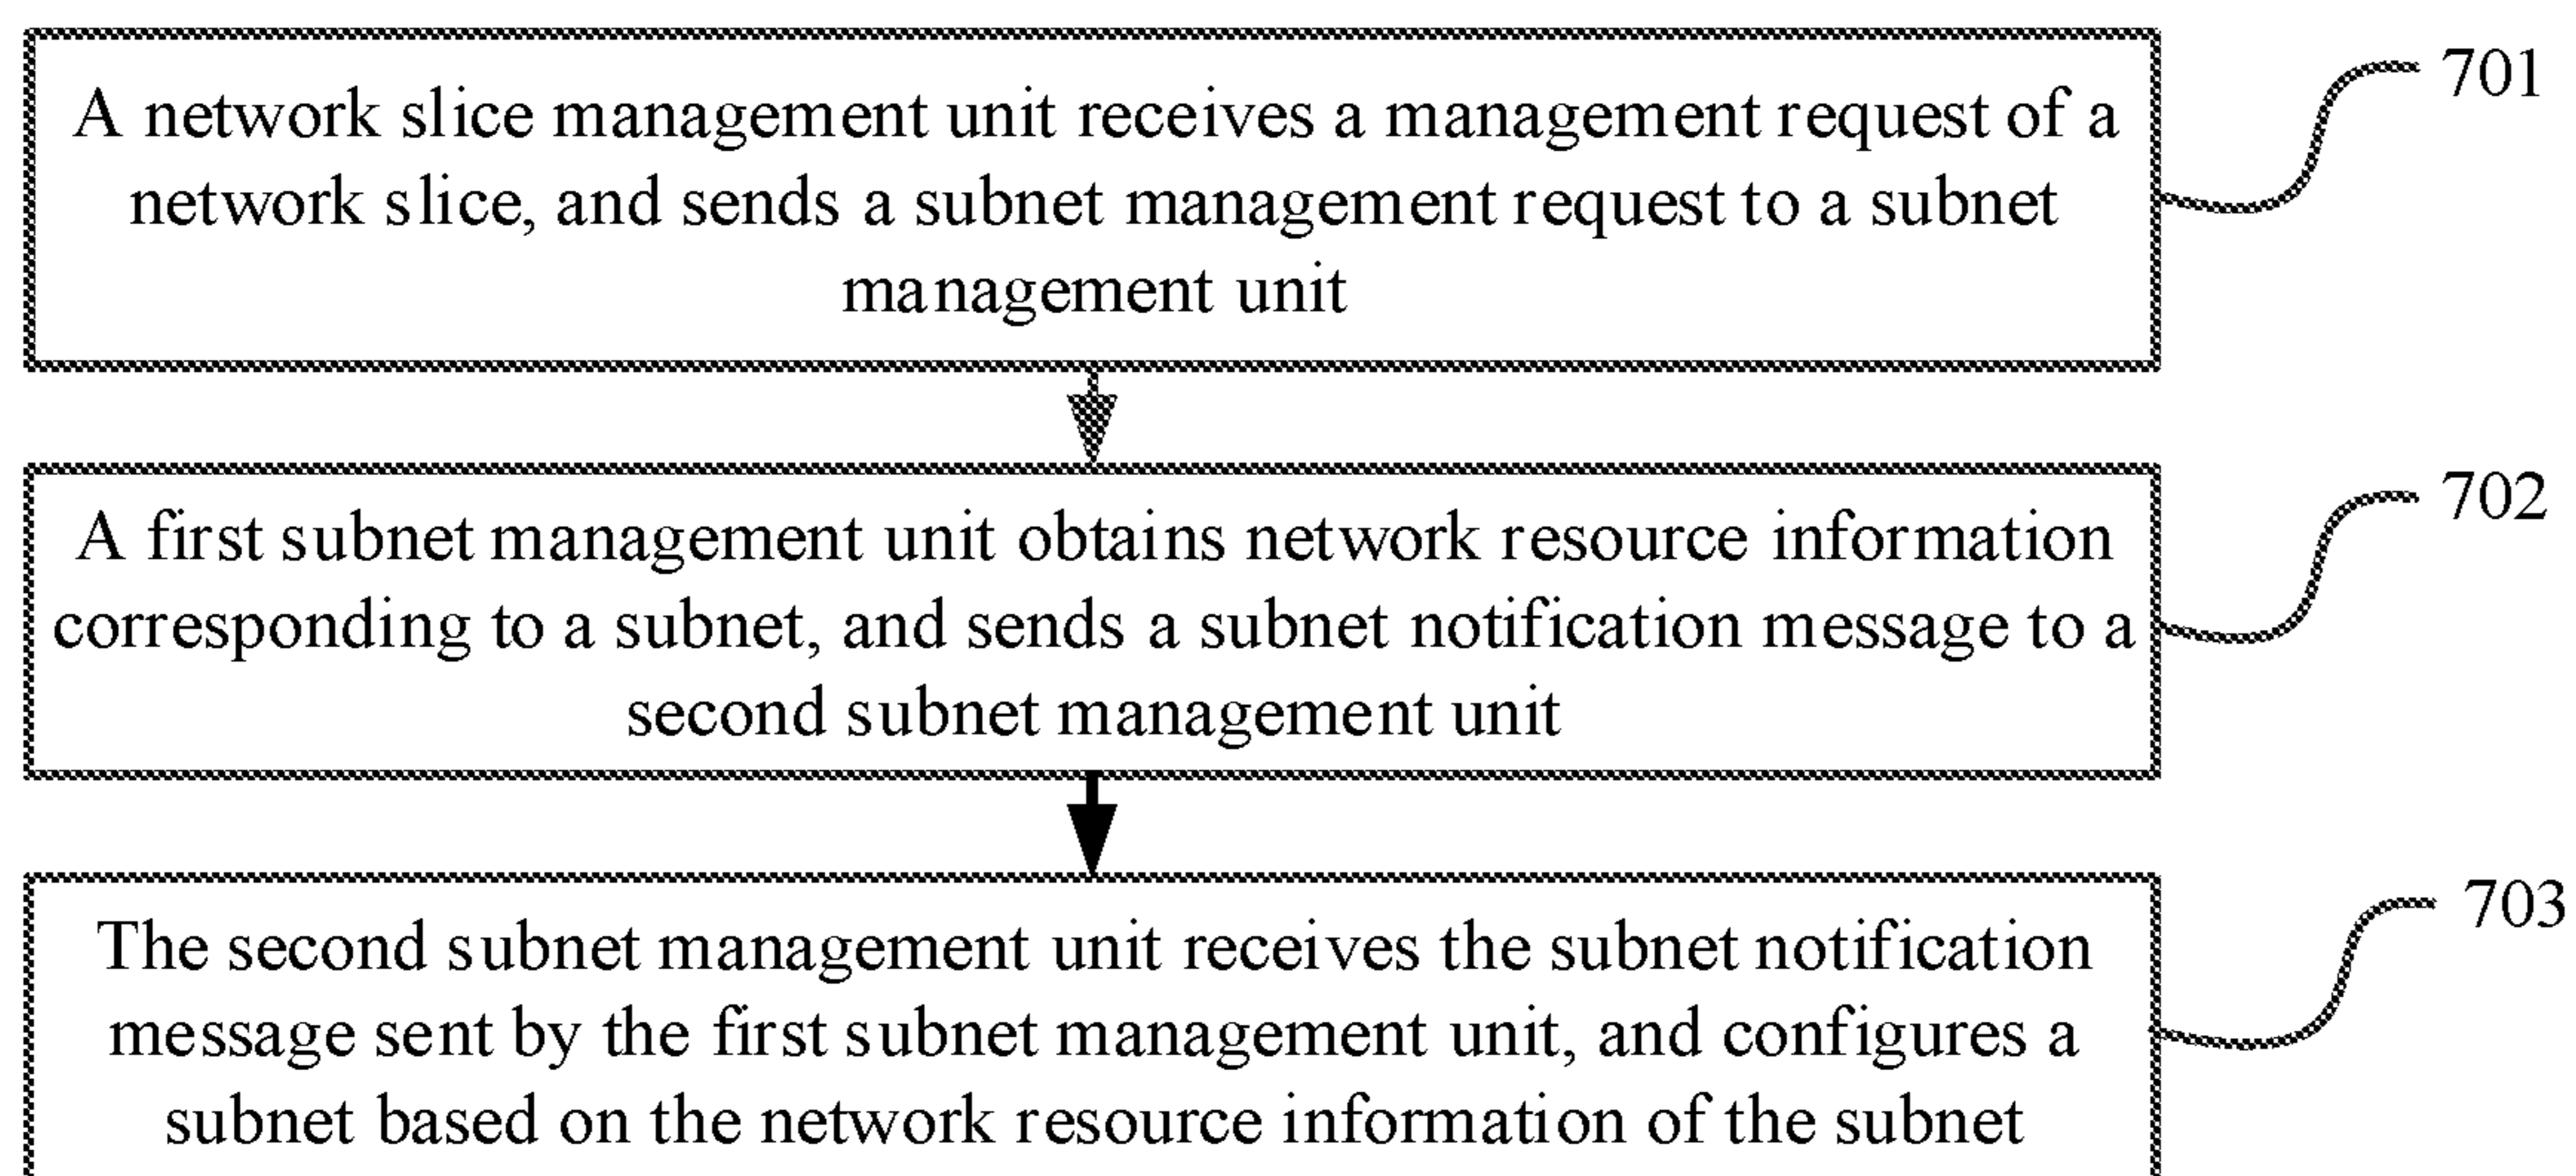 A network slice management unit receives a management request of a
network slice, and sends a subnet management request to a subnet
management unit
701
A first subnet management unit obtains network resource information
corresponding to a subnet, and sends a subnet notification message to a
second subnet management unit
702
The second subnet management unit receives the subnet notification
message sent by the first subnet management unit, and configures a
subnet based on the network resource information of the subnet
703